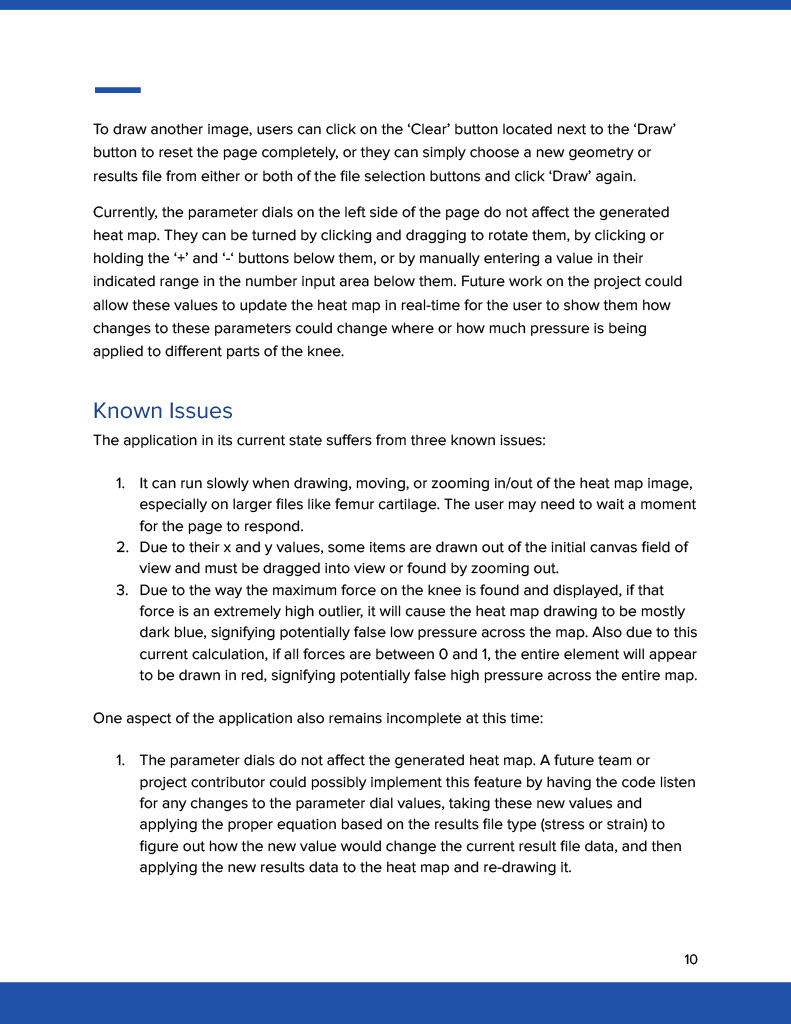 To draw another image, users can click on the ‘Clear’ button located next to the ‘Draw’
button to reset the page completely, or they can simply choose a new geometry or
results file from either or both of the file selection buttons and click ‘Draw’ again.
Currently, the parameter dials on the left side of the page do not affect the generated
heat map. They can be turned by clicking and dragging to rotate them, by clicking or
holding the ‘+’ and ‘-‘ buttons below them, or by manually entering a value in their
indicated range in the number input area below them. Future work on the project could
allow these values to update the heat map in real-time for the user to show them how
changes to these parameters could change where or how much pressure is being
applied to different parts of the knee.
Known Issues
The application in its current state suffers from three known issues:
1. It can run slowly when drawing, moving, or zooming in/out of the heat map image,
especially on larger files like femur cartilage. The user may need to wait a moment
for the page to respond.
2. Due to their x and y values, some items are drawn out of the initial canvas field of
view and must be dragged into view or found by zooming out.
3. Due to the way the maximum force on the knee is found and displayed, if that
force is an extremely high outlier, it will cause the heat map drawing to be mostly
dark blue, signifying potentially false low pressure across the map. Also due to this
current calculation, if all forces are between 0 and 1, the entire element will appear
to be drawn in red, signifying potentially false high pressure across the entire map.
One aspect of the application also remains incomplete at this time:
1. The parameter dials do not affect the generated heat map. A future team or
project contributor could possibly implement this feature by having the code listen
for any changes to the parameter dial values, taking these new values and
applying the proper equation based on the results file type (stress or strain) to
figure out how the new value would change the current result file data, and then
applying the new results data to the heat map and re-drawing it.
10